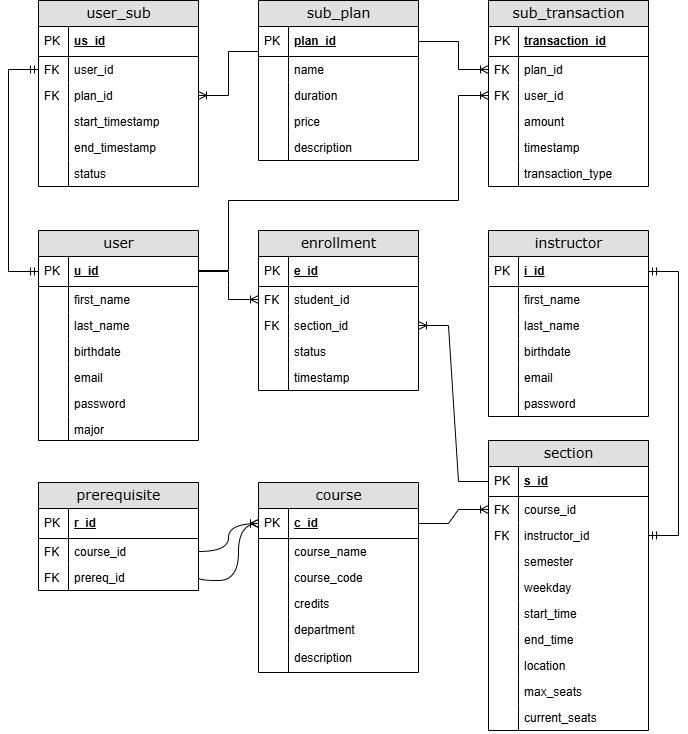 user_sub
PK us_id
FK user_id
FK plan_id
start_timestamp
end_timestamp
status
sub_plan
PK plan_id
name
duration
price
description
sub_transaction
PK transaction_id
FK plan_id
FK user_id
amount
timestamp
transaction_type
user
PK u_id
first_name
last_name
birthdate
email
password
major
enrollment
PK e_id
FK student_id
FK section_id
status
timestamp
instructor
PK i_id
first_name
last_name
birthdate
email
password
prerequisite
PK r_id
FK course_id
FK prereq_id
course
PK c_id
course_name
course_code
credits
department
description
section
PK s_id
FK course_id
FK instructor_id
semester
weekday
start_time
end_time
location
max_seats
current_seats